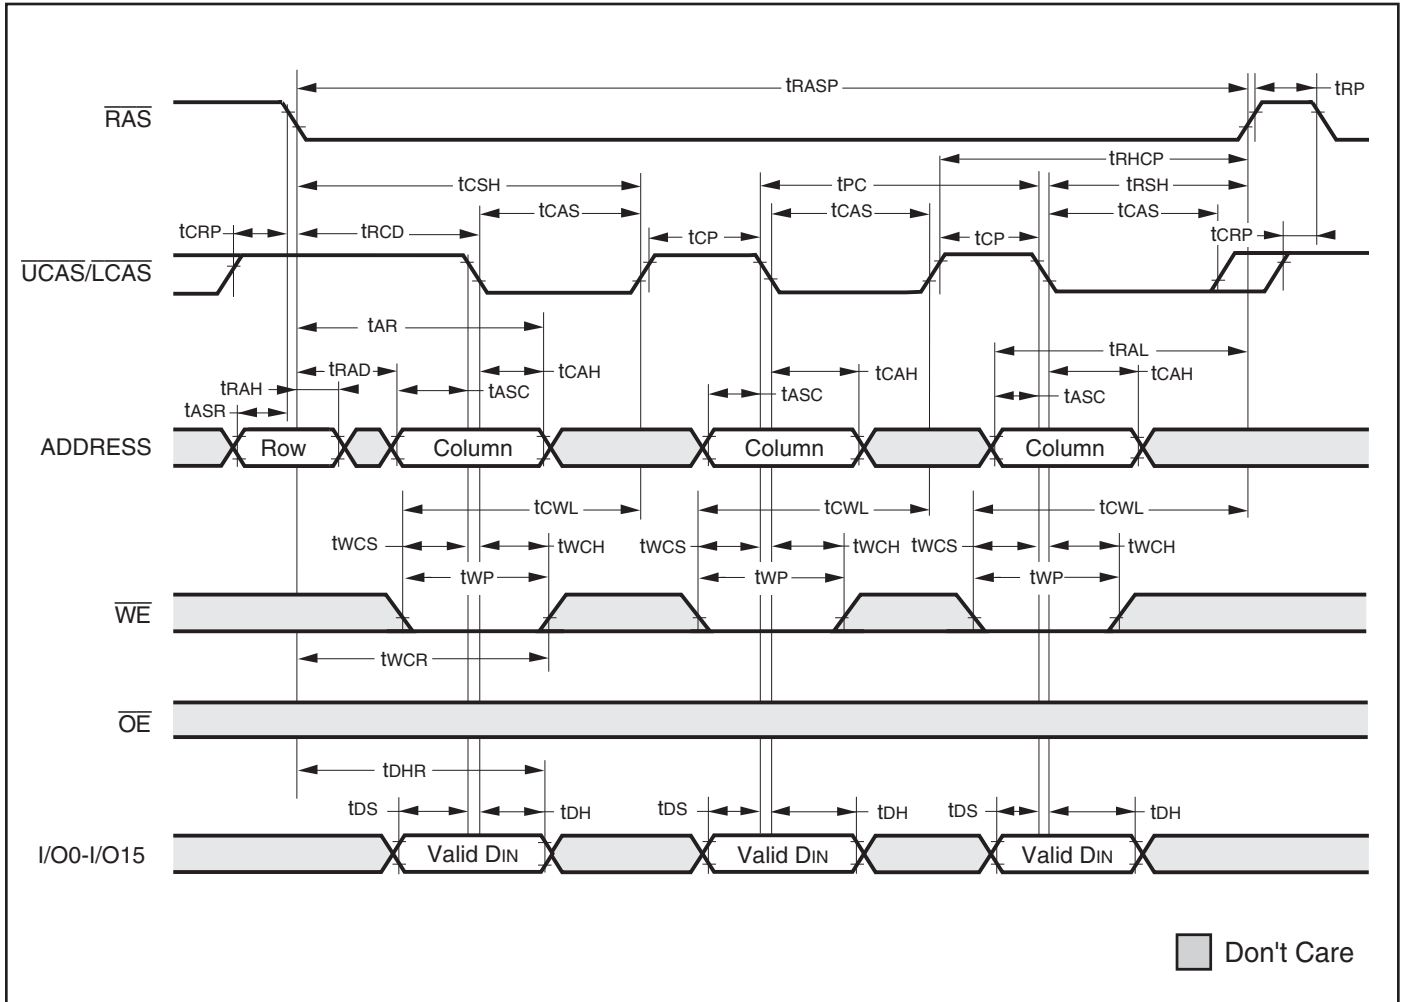 tRASP tRP
RAS
tRHCP
tCSH tPC tRSH
tCAS tCAS tCAS
tCRP tRCD tCP tCP tCRP
UCAS/LCAS
tAR
tRAL
tRAD tCAH tCAH tCAH
tRAH tASC tASC tASC
tASR
ADDRESS Row Column Column Column
tCWL tCWL tCWL
tWCS tWCH tWCS tWCH tWCS tWCH
tWP tWP tWP
WE
tWCR
OE
tDHR
tDS tDH tDS tDH tDS tDH
I/O0-I/O15 Valid DIN Valid DIN Valid DIN
Don't Care